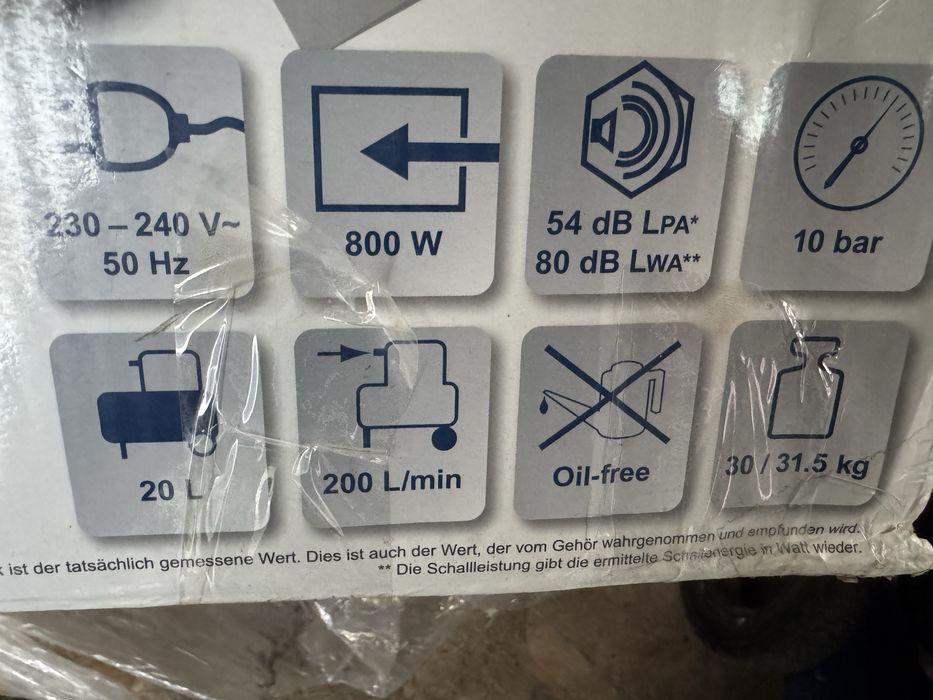 230 – 240 V~
50 Hz
800 W
54 dB LPA*
80 dB LWA**
10 bar
20 L
200 L/min
Oil-free
30 / 31.5 kg
ist der tatsächlich gemessene Wert. Dies ist auch der Wert, der vom Gehör wahrgenommen und empfunden wird.
** Die Schallleistung gibt die ermittelte Schallenergie in Watt wieder.